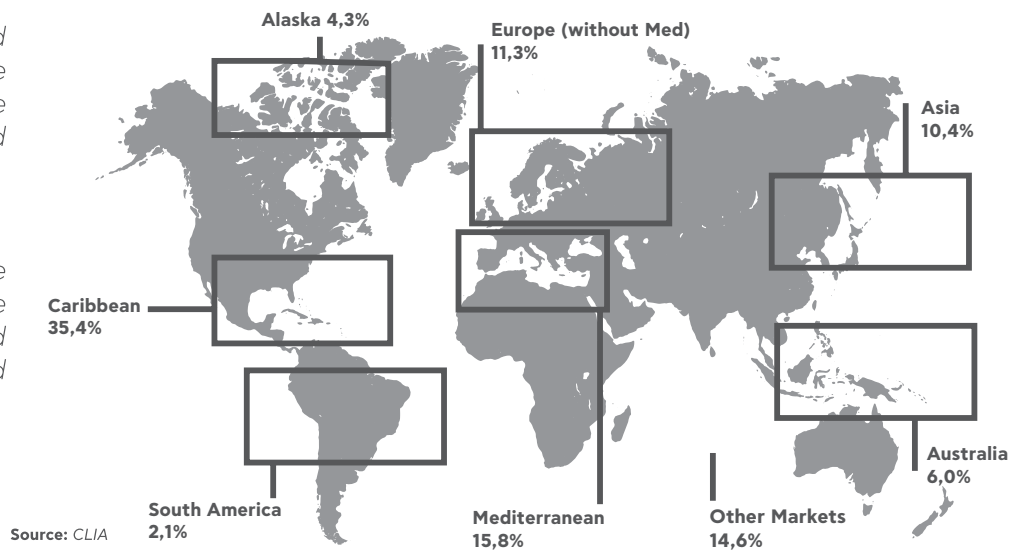 Alaska 4,3%
Europe (without Med)
11,3%
Asia
10,4%
Caribbean
35,4%
Australia
6,0%
South America
2,1%
Mediterranean
15,8%
Other Markets
14,6%
Source: CLIA